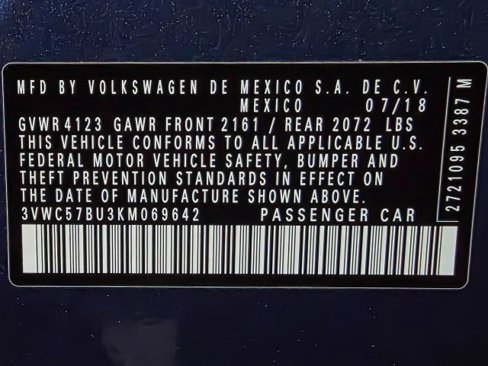 MFD BY VOLKSWAGEN DE MEXICO S.A. DE C.V.
MEXICO 07/18
GVWR 4123 GAWR FRONT 2161 / REAR 2072 LBS
THIS VEHICLE CONFORMS TO ALL APPLICABLE U.S.
FEDERAL MOTOR VEHICLE SAFETY, BUMPER AND
THEFT PREVENTION STANDARDS IN EFFECT ON
THE DATE OF MANUFACTURE SHOWN ABOVE.
3VWC57BU3KM069642 PASSENGER CAR
2721095 3387 M